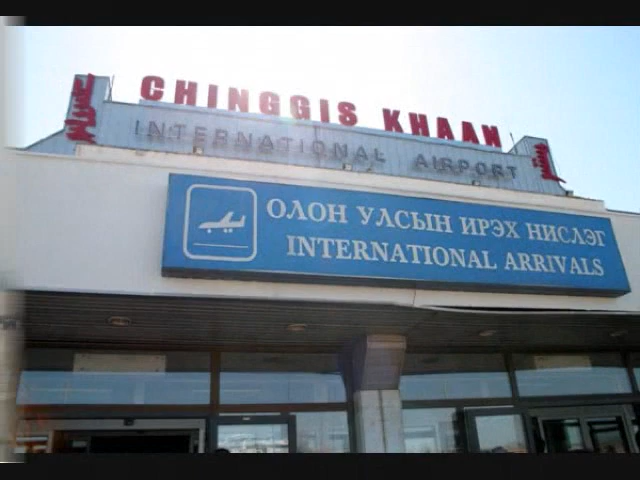 CHINGGIS KHAAN
INTERNATIONAL AIRPORT
ОЛОН УЛСЫН ИРЭХ НИСЛЭГ
INTERNATIONAL ARRIVALS